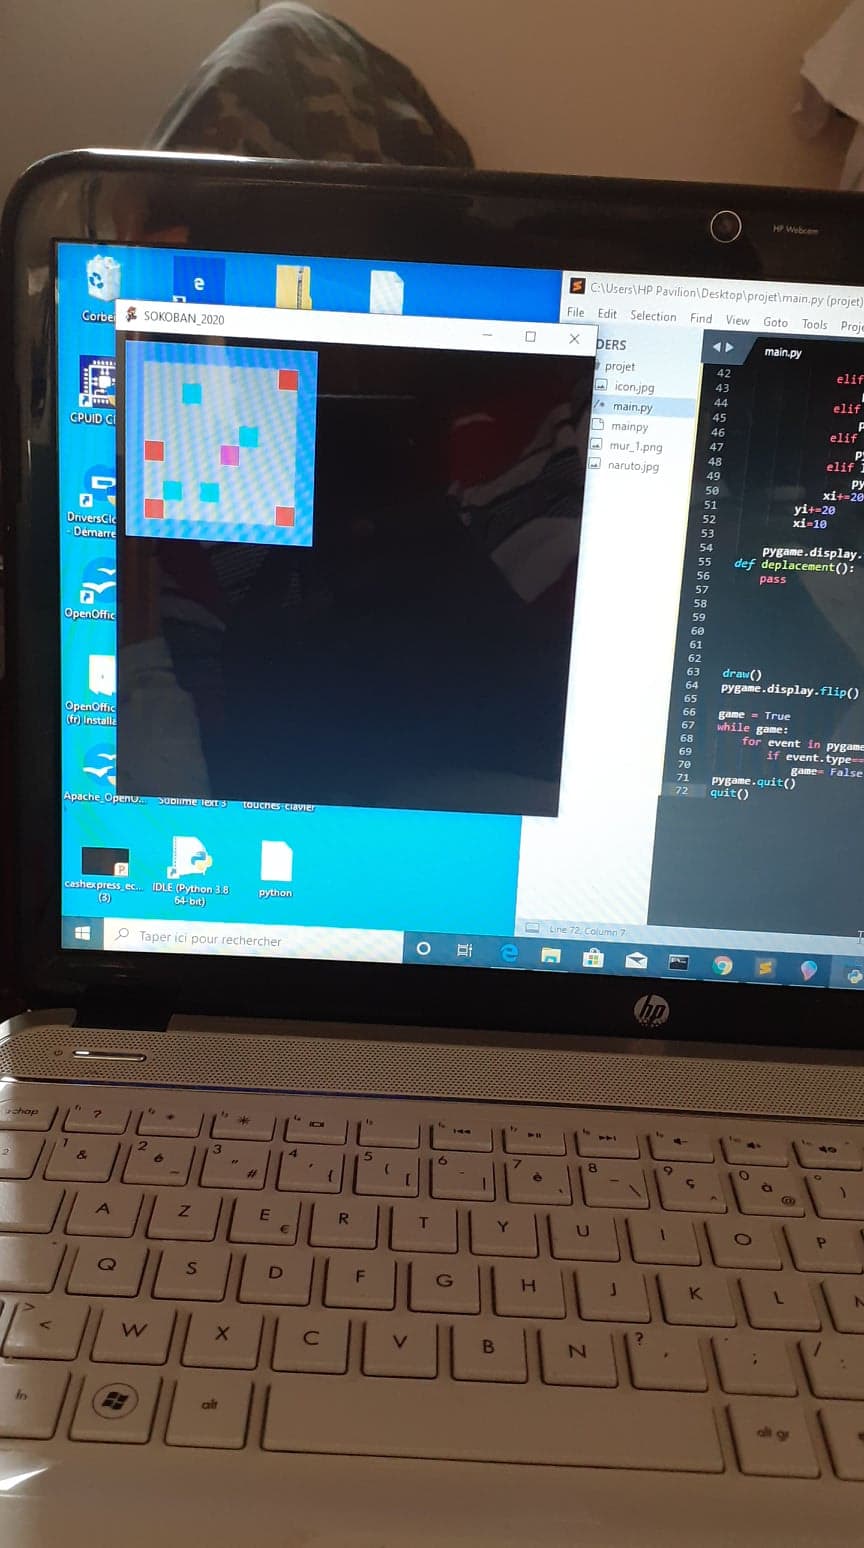 HP Webcam
Corbei
SOKOBAN_2020
CPUID C
DriversClo
- Démarre
OpenOffic
OpenOffic
(fr) Installa
Apache_OpenO...
Sublime Text 3
touches-clavier
cashexpress_ec...
(3)
IDLE (Python 3.8
64-bit)
python
C:\Users\HP Pavilion\Desktop\projet\main.py (projet)
File Edit Selection Find View Goto Tools Proje
DERS
projet
icon.jpg
main.py
mainpy
mur_1.png
naruto.jpg
main.py
42
43 elif
44
45 elif
46
47 elif
48
49 elif
50 py
51 xi+=20
52 yi+=20
53 xi=10
54
55 pygame.display.
56 def deplacement():
57 pass
58
59
60
61
62
63
64 draw()
65 pygame.display.flip()
66
67 game = True
68 while game:
69 for event in pygame
70 if event.type==
71 game= False
72 pygame.quit()
quit()
Line 72, Column 7
Taper ici pour rechercher
hp
A Z E € R T Y U I O P
Q S D F G H J K L
> < W X C V B N ? , . ; / :
fn alt alt gr